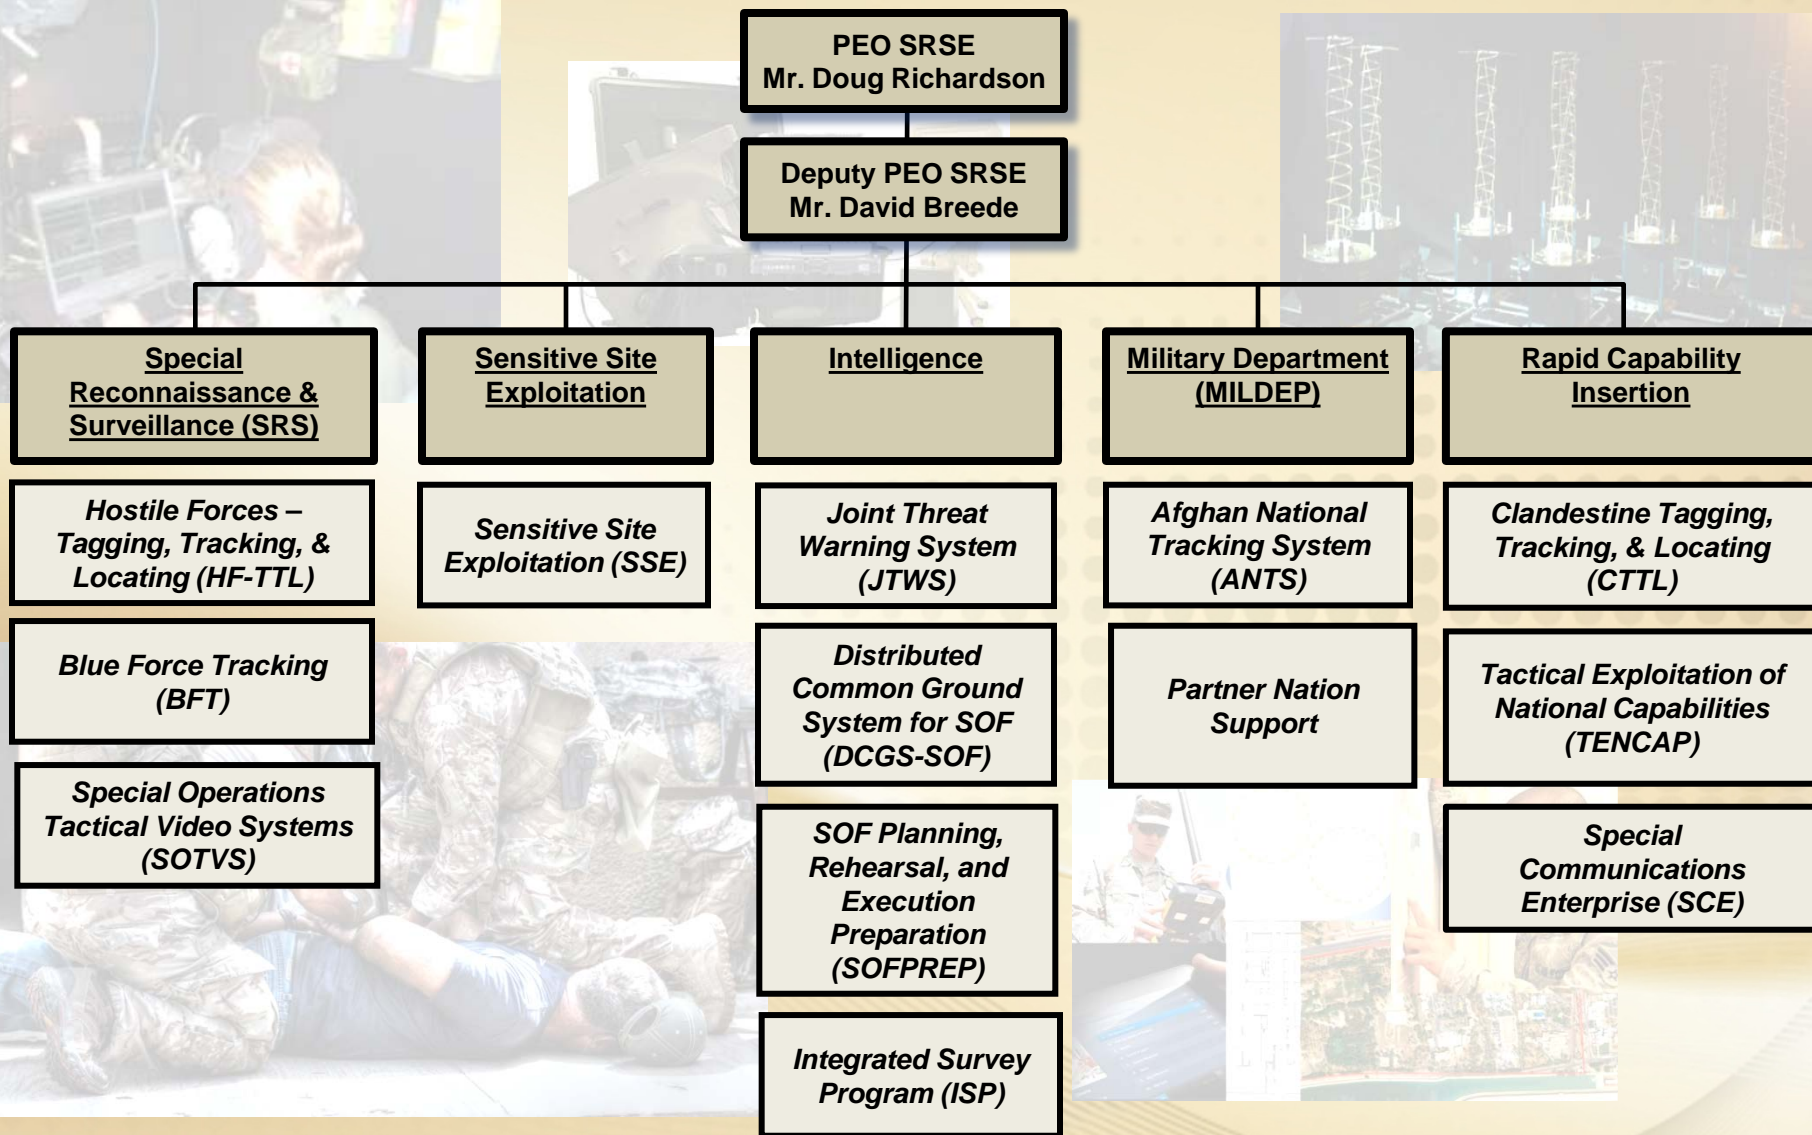 PEO SRSE
Mr. Doug Richardson
Deputy PEO SRSE
Mr. David Breede
Special
Reconnaissance &
Surveillance (SRS)
Hostile Forces –
Tagging, Tracking, &
Locating (HF-TTL)
Blue Force Tracking
(BFT)
Special Operations
Tactical Video Systems
(SOTVS)
Sensitive Site
Exploitation
Sensitive Site
Exploitation (SSE)
Intelligence
Joint Threat
Warning System
(JTWS)
Distributed
Common Ground
System for SOF
(DCGS-SOF)
SOF Planning,
Rehearsal, and
Execution
Preparation
(SOFPREP)
Integrated Survey
Program (ISP)
Military Department
(MILDEP)
Afghan National
Tracking System
(ANTS)
Partner Nation
Support
Rapid Capability
Insertion
Clandestine Tagging,
Tracking, & Locating
(CTTL)
Tactical Exploitation of
National Capabilities
(TENCAP)
Special
Communications
Enterprise (SCE)